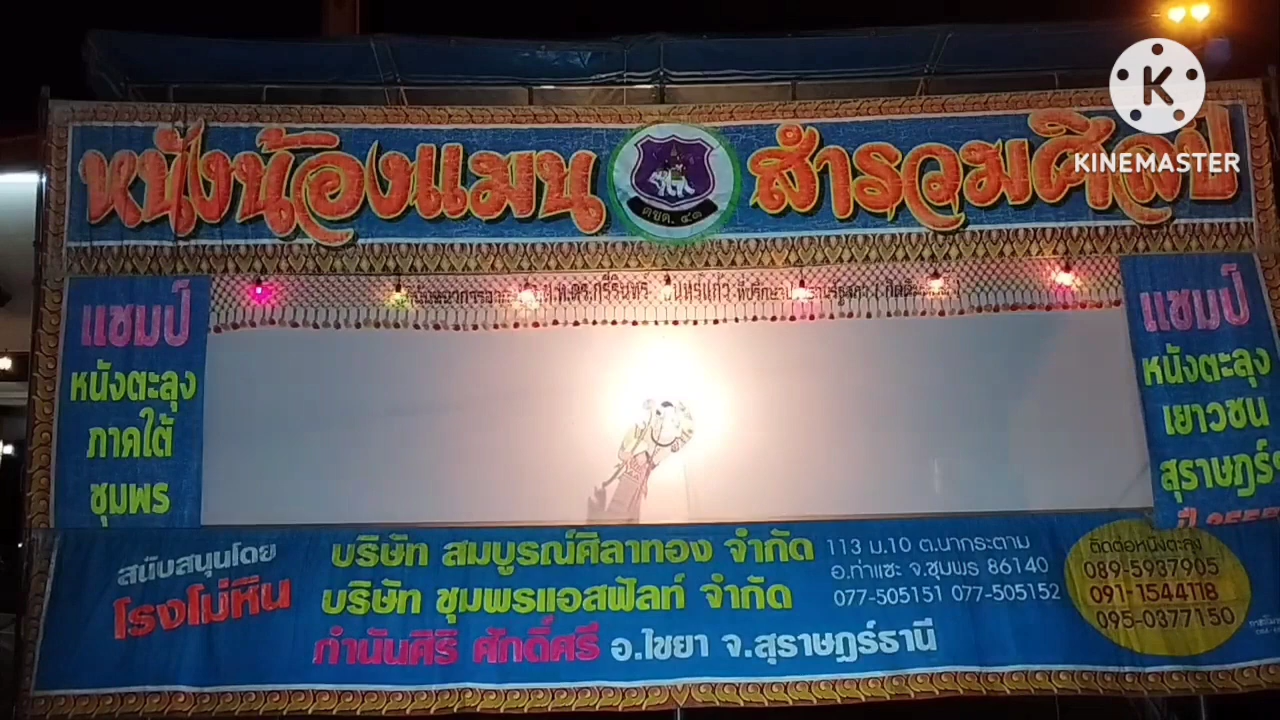 KINEMASTER
หนังน้องแมน
สำรวมศิลป์
ตชด. ๔๑
แชมป์
หนังตะลุง
ภาคใต้
ชุมพร
แชมป์
หนังตะลุง
เยาวชน
สุราษฎร์ฯ
สนับสนุนโดย
โรงโม่หิน
บริษัท สมบูรณ์ศิลาทอง จำกัด
บริษัท ชุมพรแอสฟัลท์ จำกัด
กำนันศิริ ศักดิ์ศรี อ.ไชยา จ.สุราษฎร์ธานี
113 ม.10 ต.นากระตาม
อ.ท่าแซะ จ.ชุมพร 86140
077-505151 077-505152
ติดต่อหนังตะลุง
089-5937905
091-1544118
095-0377150